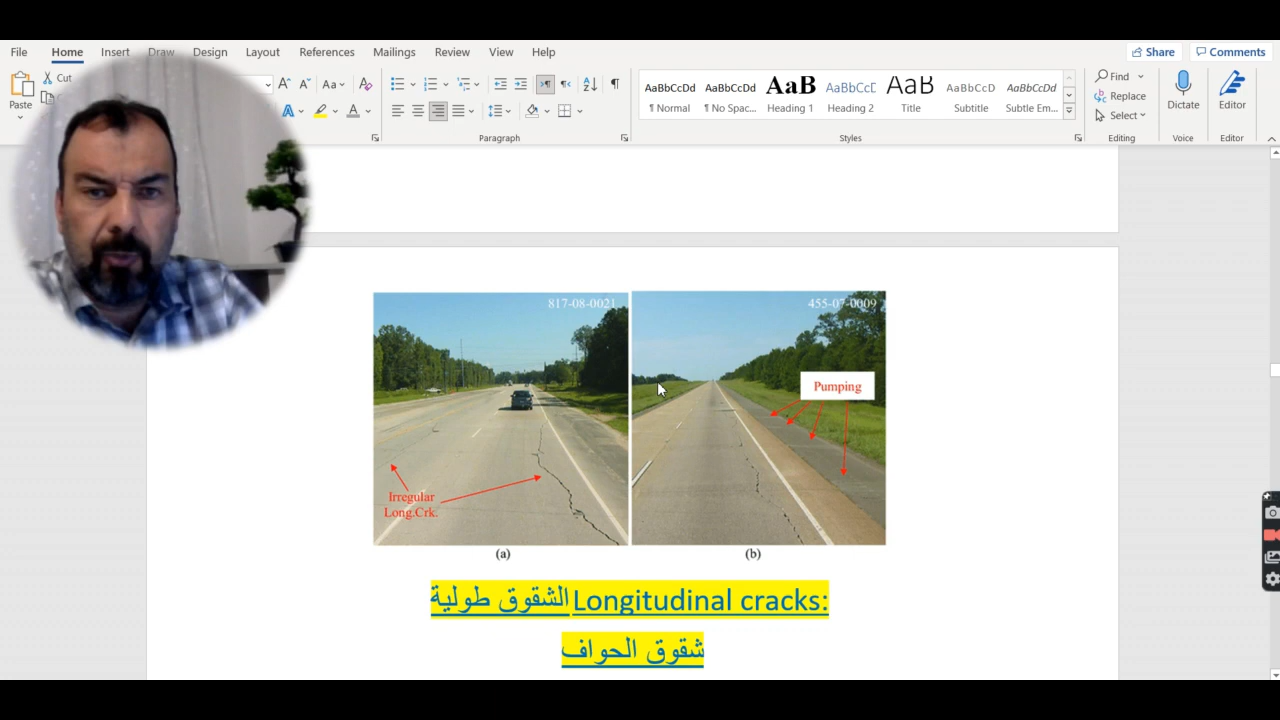 File Home Insert Draw Design Layout References Mailings Review View Help Share Comments
Cut Aa Find
Paste Replace Dictate Editor
Select
AaBbCcDd AaBbCcDd AaB AaBbCcD AaB AaBbCcD AaBbCcDd
¶ Normal ¶ No Spac... Heading 1 Heading 2 Title Subtitle Subtle Em...
Paragraph Styles Editing Voice Editor
817-08-0021 455-07-0009
Pumping
Irregular
Long.Crk.
(a) (b)
الشقوق طولية Longitudinal cracks:
شقوق الحواف